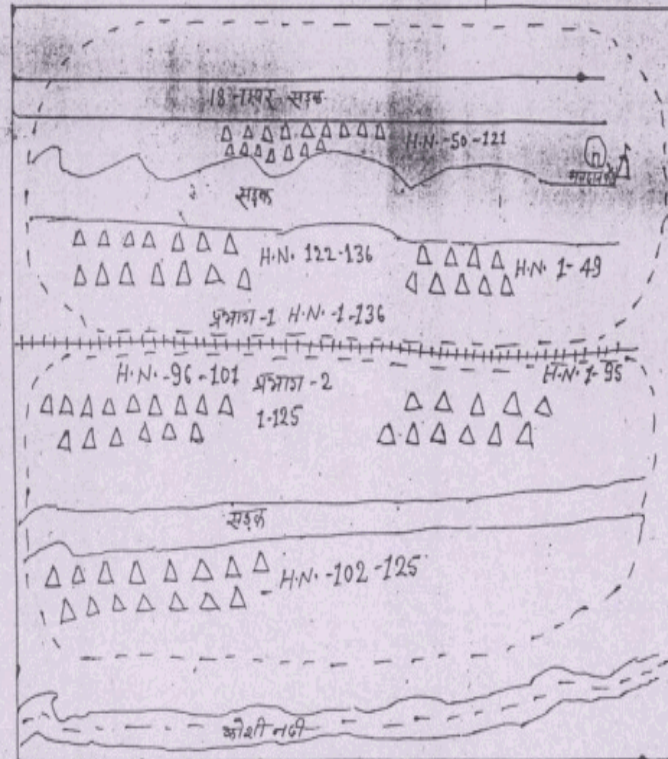 18 नम्बर सड़क
H.N.-50-121
सड़क
H.N. 122-136
H.N. 1-49
प्रभाग-1 H.N.-1-136
H.N.-96-101
प्रभाग-2
H.N. 1-95
1-125
सड़क
H.N.-102-125
कोशी नदी